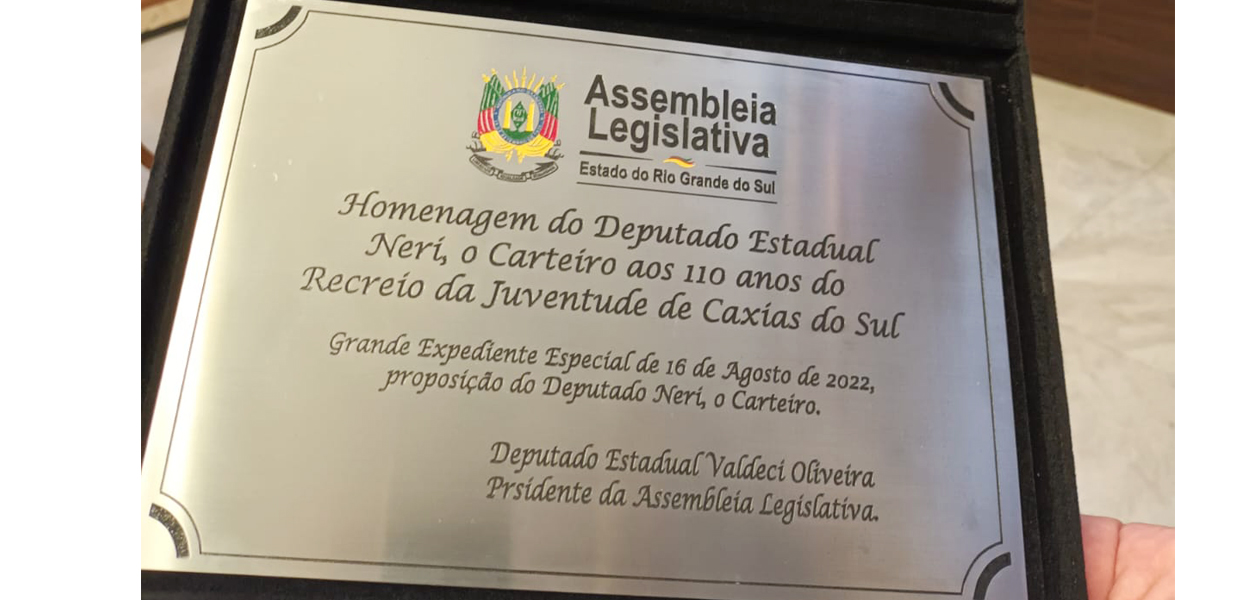 Assembleia
Legislativa
Estado do Rio Grande do Sul
Homenagem do Deputado Estadual
Neri, o Carteiro aos 110 anos do
Recreio da Juventude de Caxias do Sul
Grande Expediente Especial de 16 de Agosto de 2022,
proposição do Deputado Neri, o Carteiro.
Deputado Estadual Valdeci Oliveira
Prsidente da Assembleia Legislativa.